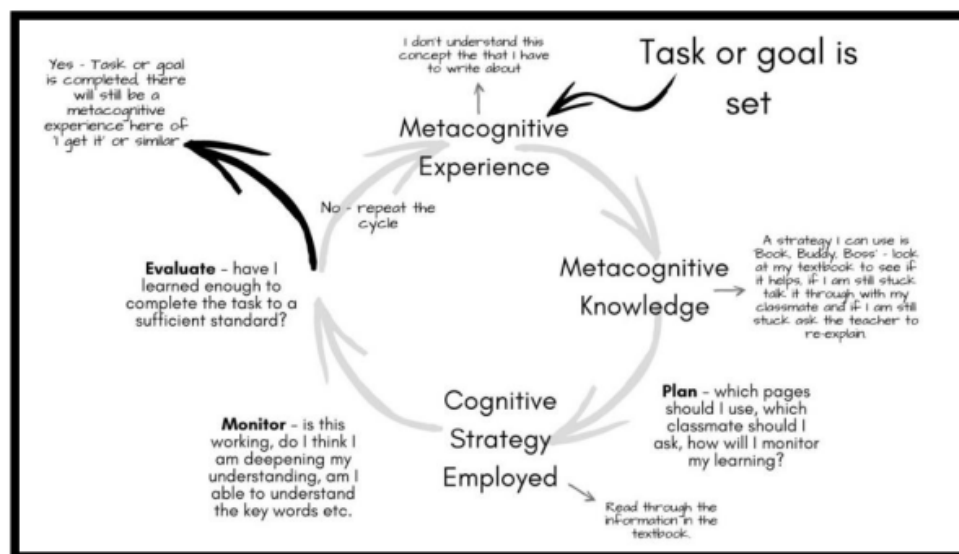 Task or goal is
set
I don't understand this
concept the that I have
to write about
Metacognitive
Experience
Metacognitive
Knowledge
A strategy I can use is
'Book, Buddy, Boss' - look
at my textbook to see if
it helps, if I am still stuck
talk it through with my
classmate and if I am still
stuck ask the teacher to
re-explain.
Plan - which pages
should I use, which
classmate should I
ask, how will I monitor
my learning?
Cognitive
Strategy
Employed
Read through the
information in the
textbook.
Monitor - is this
working, do I think I
am deepening my
understanding, am I
able to understand
the key words etc.
Evaluate - have I
learned enough to
complete the task to a
sufficient standard?
No - repeat the
cycle
Yes - Task or goal
is completed, there
will still be a
metacognitive
experience here of
'I get it' or similar